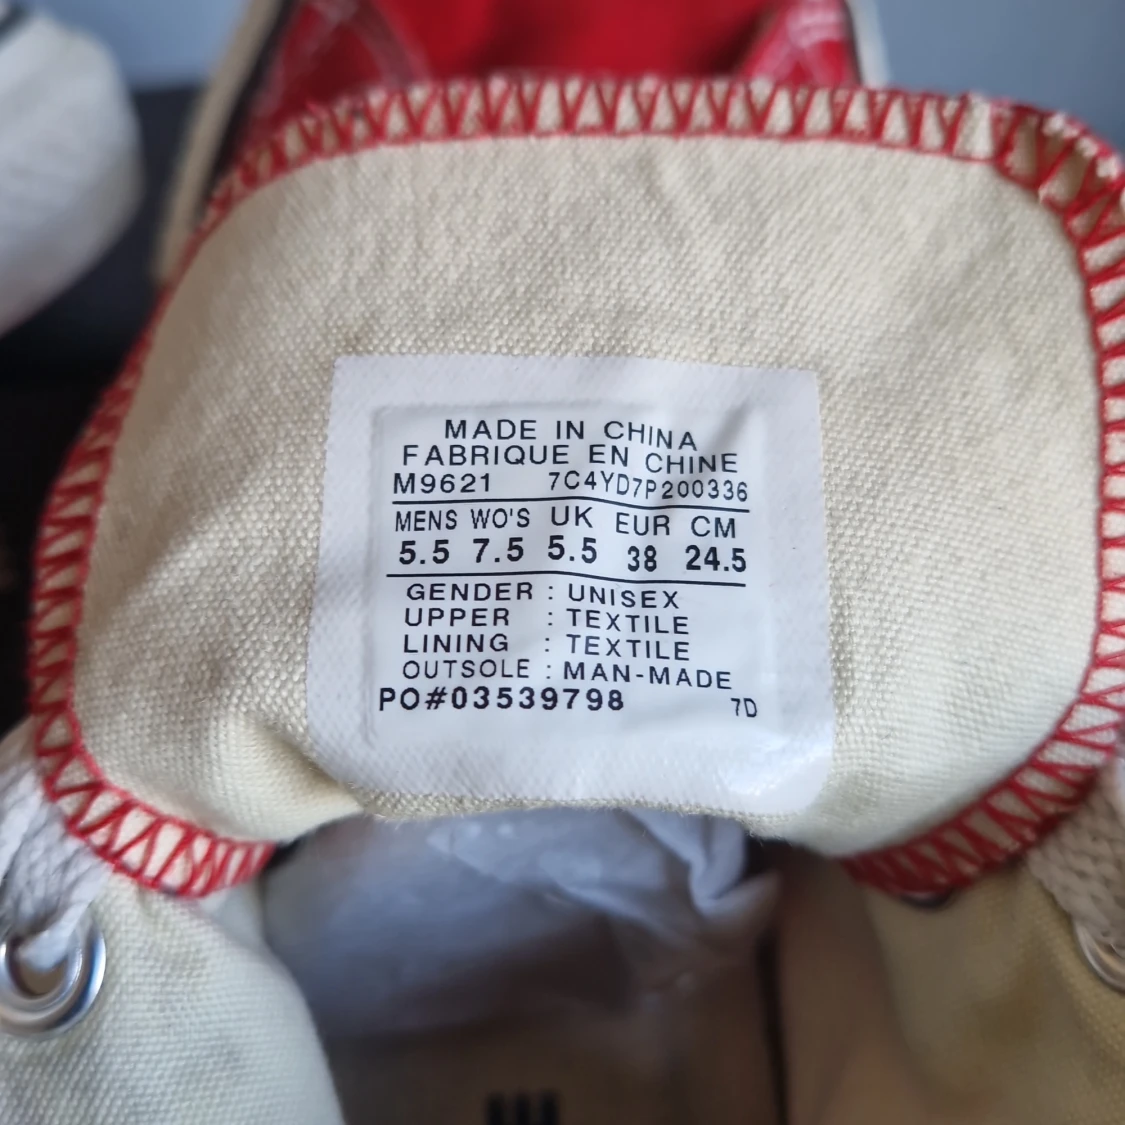 MADE IN CHINA
FABRIQUE EN CHINE
M9621 7C4YD7P200336
MENS WO'S UK EUR CM
5.5 7.5 5.5 38 24.5
GENDER : UNISEX
UPPER : TEXTILE
LINING : TEXTILE
OUTSOLE : MAN-MADE
PO#03539798 7D